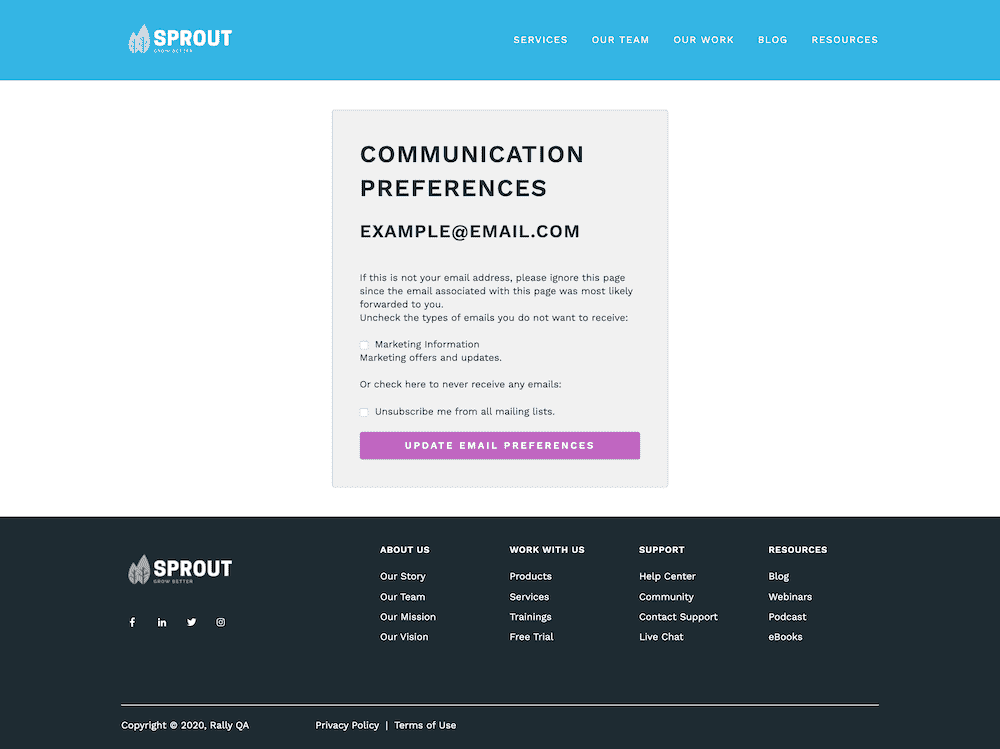 SPROUT
GROW BETTER
SERVICES OUR TEAM OUR WORK BLOG RESOURCES
COMMUNICATION
PREFERENCES
EXAMPLE@EMAIL.COM
If this is not your email address, please ignore this page
since the email associated with this page was most likely
forwarded to you.
Uncheck the types of emails you do not want to receive:
Marketing Information
Marketing offers and updates.
Or check here to never receive any emails:
Unsubscribe me from all mailing lists.
UPDATE EMAIL PREFERENCES
SPROUT
GROW BETTER
ABOUT US
Our Story
Our Team
Our Mission
Our Vision
WORK WITH US
Products
Services
Trainings
Free Trial
SUPPORT
Help Center
Community
Contact Support
Live Chat
RESOURCES
Blog
Webinars
Podcast
eBooks
Copyright © 2020, Rally QA
Privacy Policy | Terms of Use